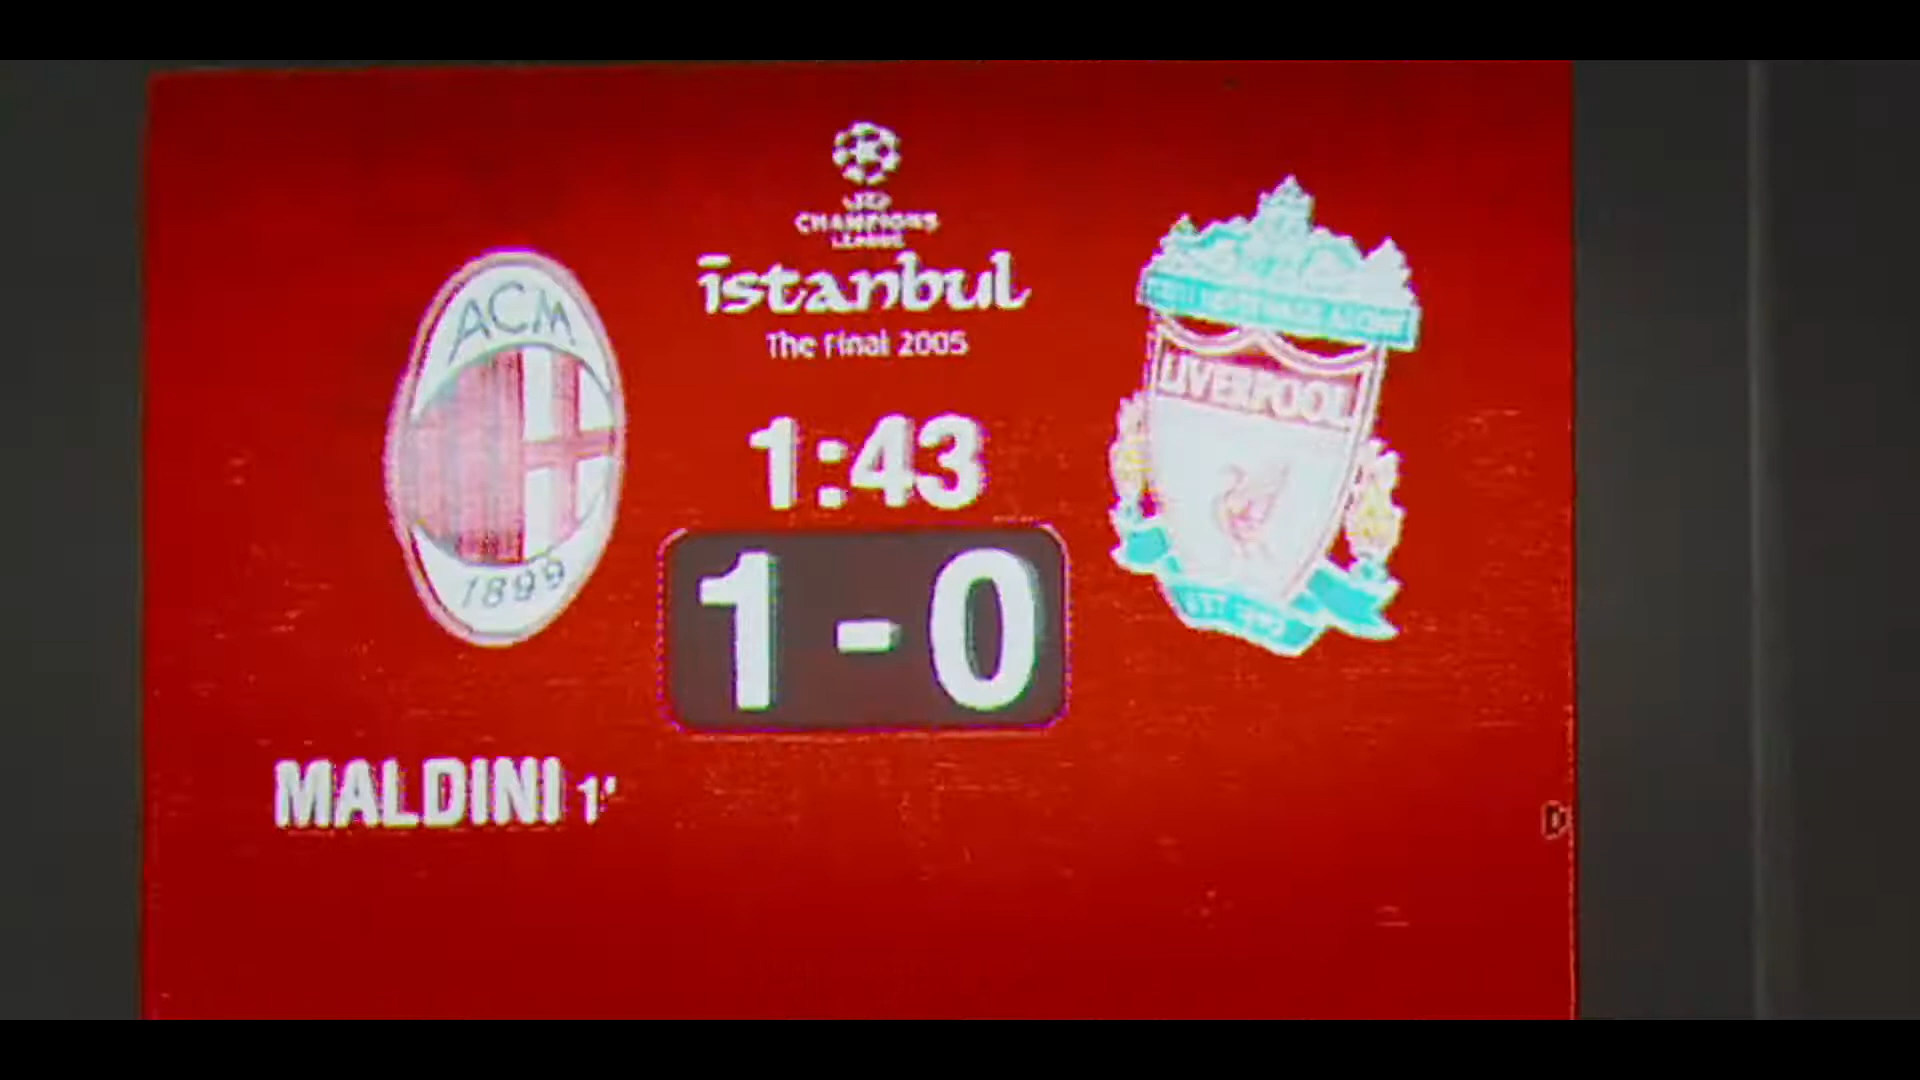 CHAMPIONS
LEAGUE
istanbul
The Final 2005
ACM
1899
LIVERPOOL
1:43
1 - 0
MALDINI 1'
D